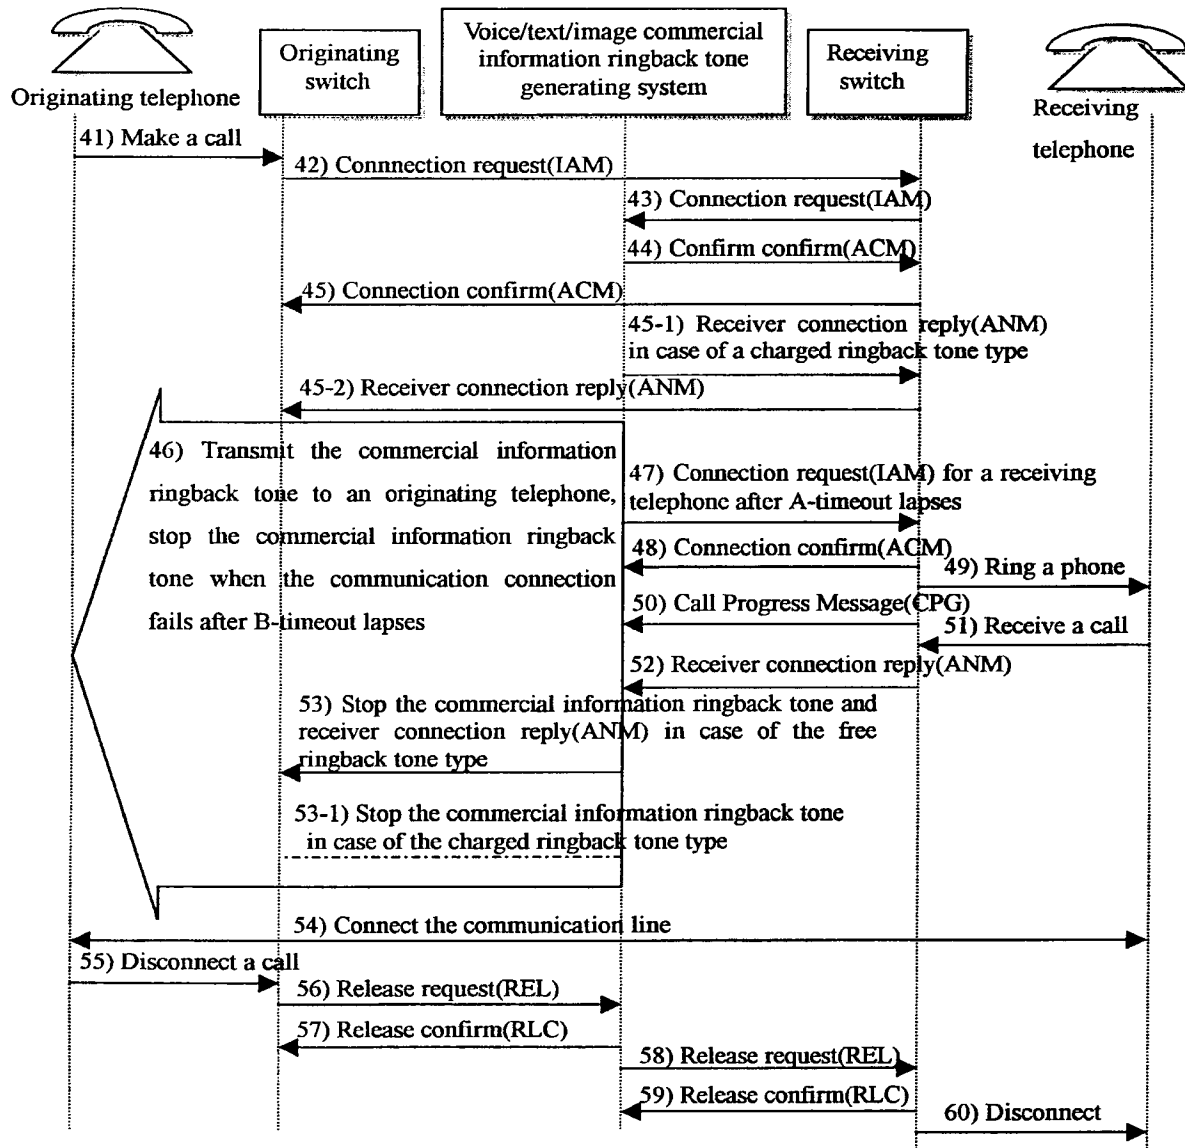 Originating telephone
Originating
switch
Voice/text/image commercial
information ringback tone
generating system
Receiving
switch
Receiving
telephone
41) Make a call
42) Connnection request(IAM)
43) Connection request(IAM)
44) Confirm confirm(ACM)
45) Connection confirm(ACM)
45-1) Receiver connection reply(ANM)
in case of a charged ringback tone type
45-2) Receiver connection reply(ANM)
46) Transmit the commercial information
ringback tone to an originating telephone,
stop the commercial information ringback
tone when the communication connection
fails after B-timeout lapses
47) Connection request(IAM) for a receiving
telephone after A-timeout lapses
48) Connection confirm(ACM)
49) Ring a phone
50) Call Progress Message(CPG)
51) Receive a call
52) Receiver connection reply(ANM)
53) Stop the commercial information ringback tone and
receiver connection reply(ANM) in case of the free
ringback tone type
53-1) Stop the commercial information ringback tone
in case of the charged ringback tone type
54) Connect the communication line
55) Disconnect a call
56) Release request(REL)
57) Release confirm(RLC)
58) Release request(REL)
59) Release confirm(RLC)
60) Disconnect